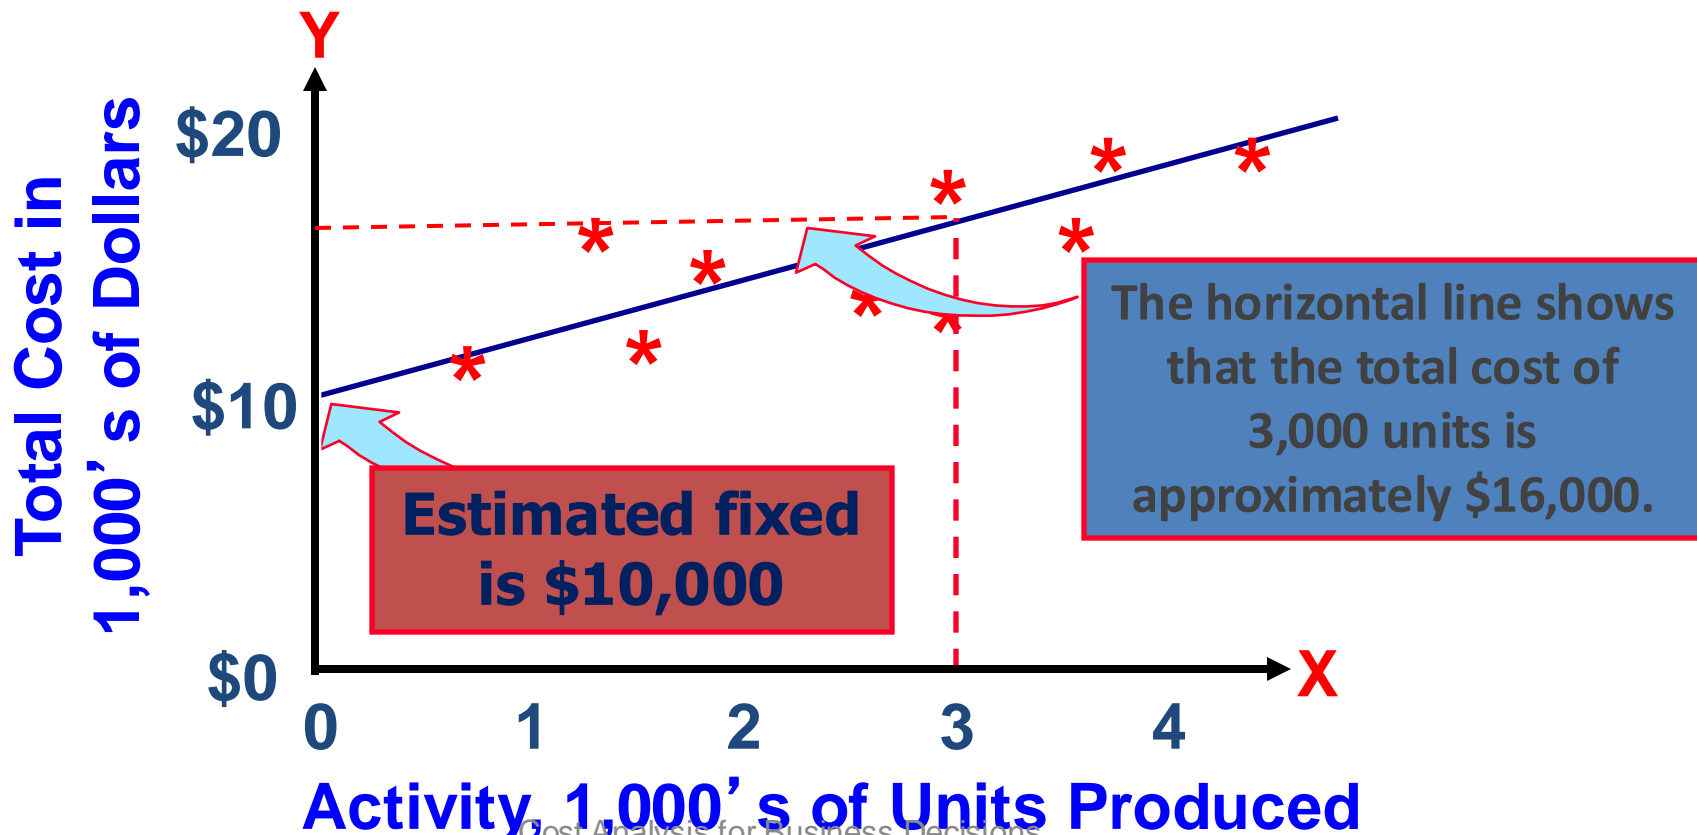 Y
Total Cost in
1,000’s of Dollars
$20
$10
$0
The horizontal line shows
that the total cost of
3,000 units is
approximately $16,000.
Estimated fixed
is $10,000
X
0 1 2 3 4
Activity, 1,000’s of Units Produced
Cost Analysis for Business Decisions